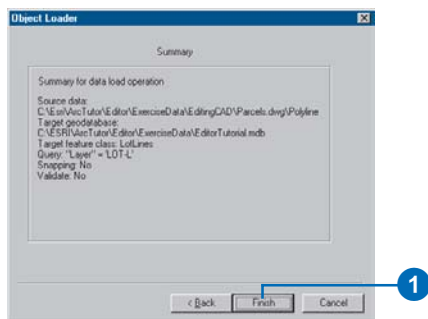 Object Loader
Summary
Summary for data load operation
Source data:
C:\Esri\ArcTutor\Editor\ExerciseData\EditingCAD\Parcels.dwg\Polyline
Target geodatabase:
C:\ESRI\ArcTutor\Editor\ExerciseData\EditorTutorial.mdb
Target feature class: LotLines
Query: "Layer" = 'LOT-L'
Snapping: No
Validate: No
< Back Finish Cancel
1